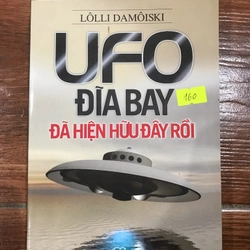 LÔLLI DAMÔISKI
UFO
ĐĨA BAY
160
ĐÃ HIỆN HỮU ĐÂY RỒI